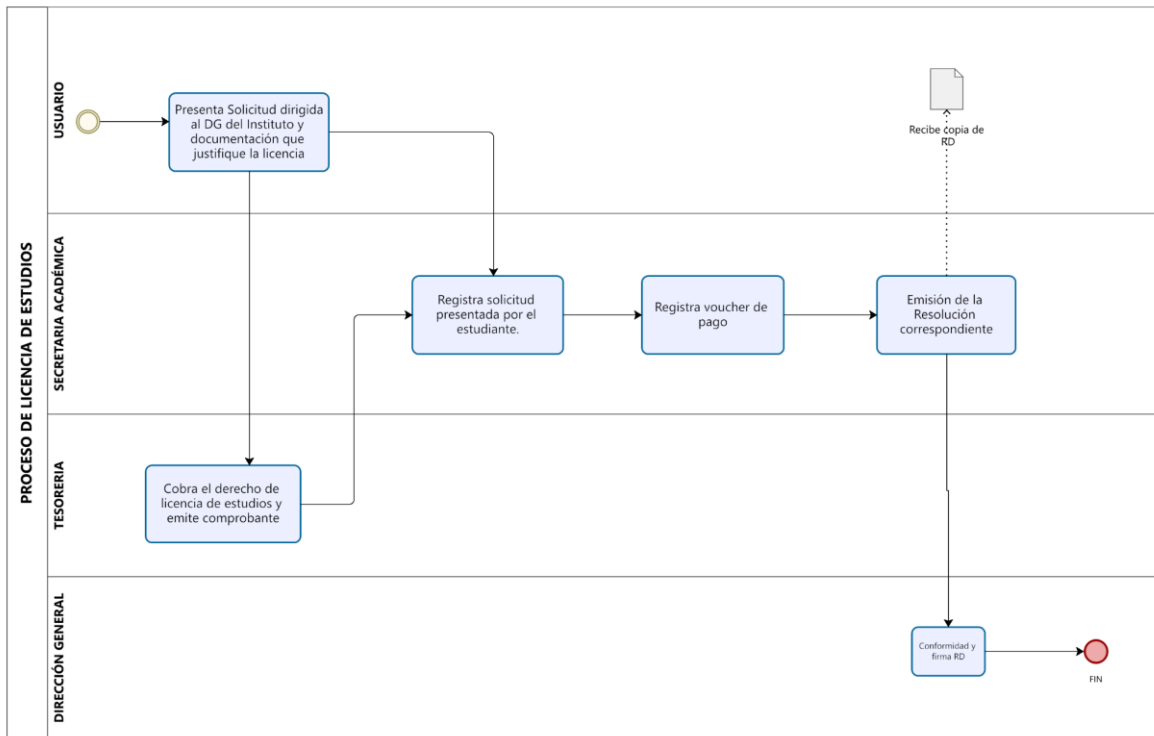 PROCESO DE LICENCIA DE ESTUDIOS
USUARIO
Presenta Solicitud dirigida
al DG del Instituto y
documentación que
justifique la licencia
Recibe copia de
RD
SECRETARIA ACADÉMICA
Registra solicitud
presentada por el
estudiante.
Registra voucher de
pago
Emisión de la
Resolución
correspondiente
TESORERIA
Cobra el derecho de
licencia de estudios y
emite comprobante
DIRECCIÓN GENERAL
Conformidad y
firma RD
FIN